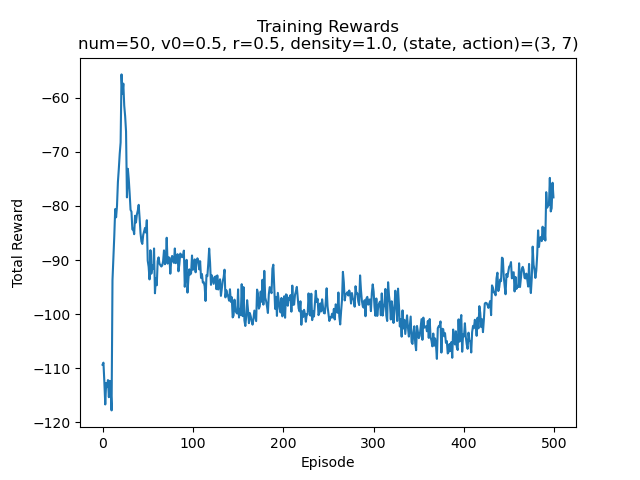 Training Rewards
num=50, v0=0.5, r=0.5, density=1.0, (state, action)=(3, 7)
Total Reward
−60
−70
−80
−90
−100
−110
−120
0 100 200 300 400 500
Episode